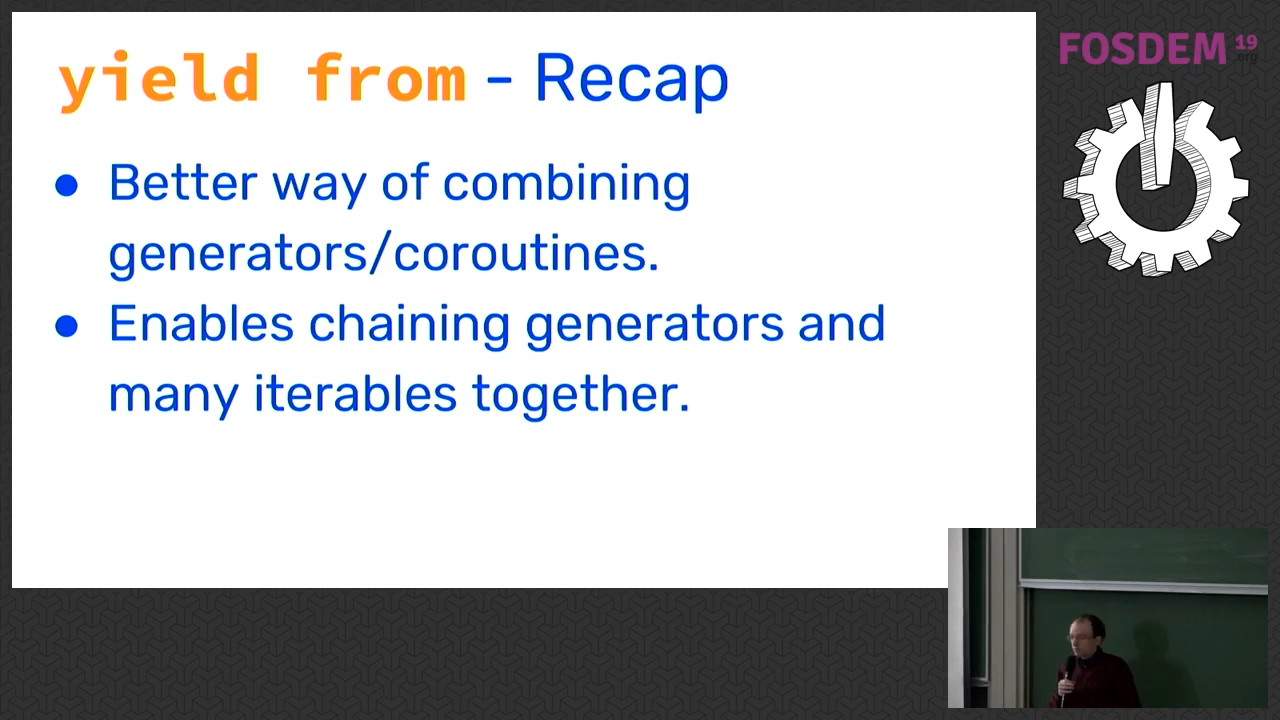 yield from - Recap
● Better way of combining
generators/coroutines.
● Enables chaining generators and
many iterables together.
FOSDEM 19
.org